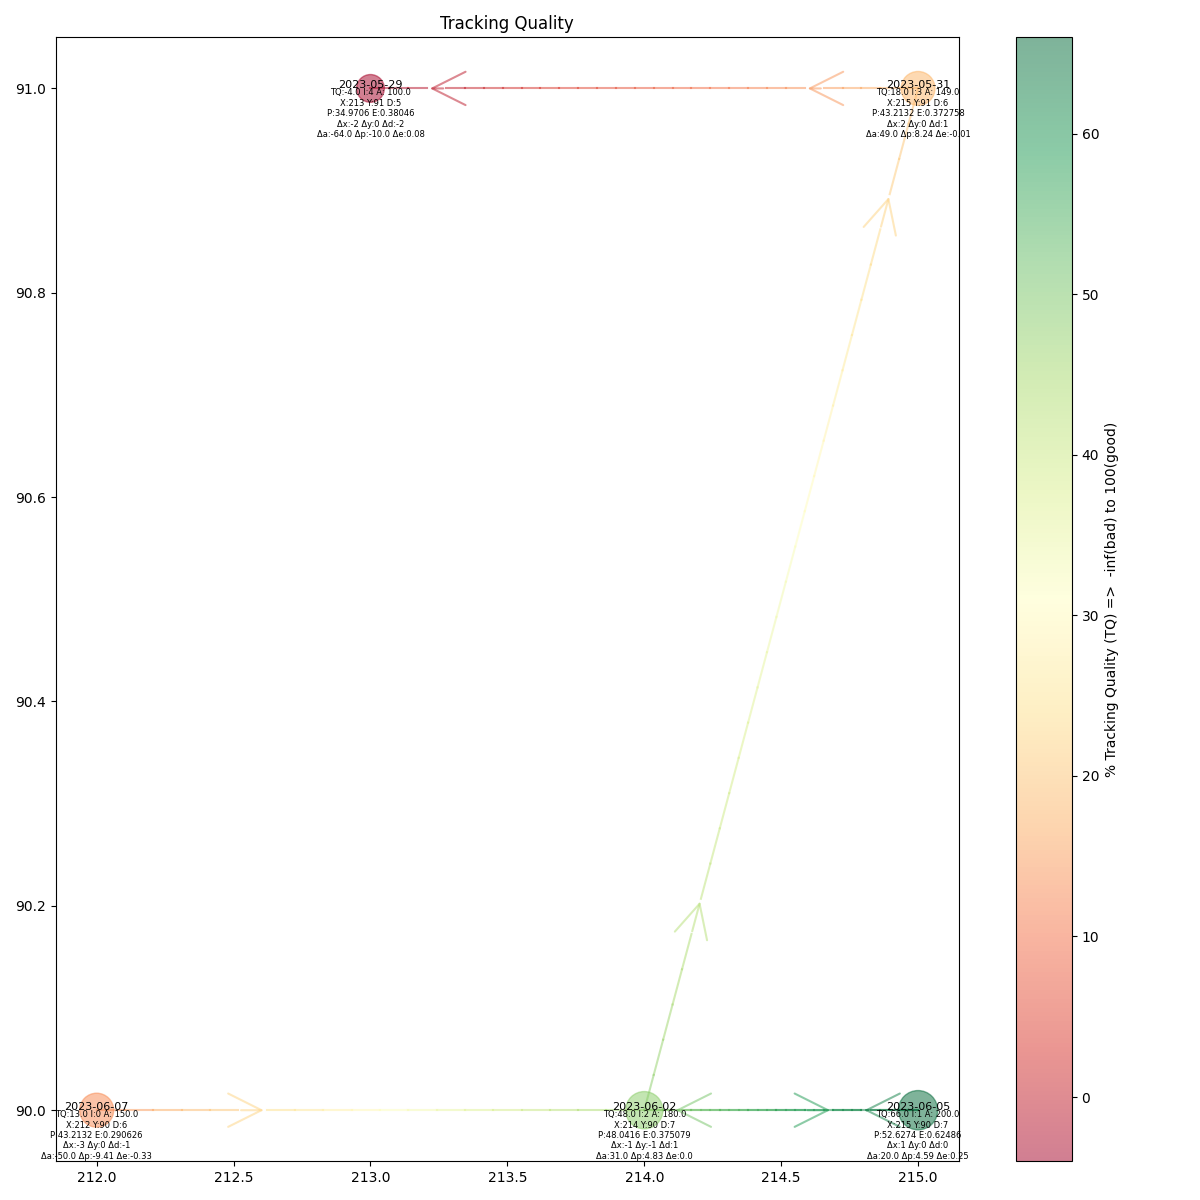 Tracking Quality
91.0
90.8
90.6
90.4
90.2
90.0
2023-05-29
TQ:-4.0 I:4 A: 100.0
X:213 Y:91 D:5
P:34.9706 E:0.38046
Δx:-2 Δy:0 Δd:-2
Δa:-64.0 Δp:-10.0 Δe:0.08
2023-05-31
TQ:18.0 I:3 A: 149.0
X:215 Y:91 D:6
P:43.2132 E:0.372758
Δx:2 Δy:0 Δd:1
Δa:49.0 Δp:8.24 Δe:-0.01
2023-06-07
TQ:13.0 I:0 A: 150.0
X:212 Y:90 D:6
P:43.2132 E:0.290626
Δx:-3 Δy:0 Δd:-1
Δa:-50.0 Δp:-9.41 Δe:-0.33
2023-06-02
TQ:48.0 I:2 A: 180.0
X:214 Y:90 D:7
P:48.0416 E:0.375079
Δx:-1 Δy:-1 Δd:1
Δa:31.0 Δp:4.83 Δe:0.0
2023-06-05
TQ:66.0 I:1 A: 200.0
X:215 Y:90 D:7
P:52.6274 E:0.62486
Δx:1 Δy:0 Δd:0
Δa:20.0 Δp:4.59 Δe:0.25
212.0
212.5
213.0
213.5
214.0
214.5
215.0
60
50
40
30
20
10
0
% Tracking Quality (TQ) => -inf(bad) to 100(good)